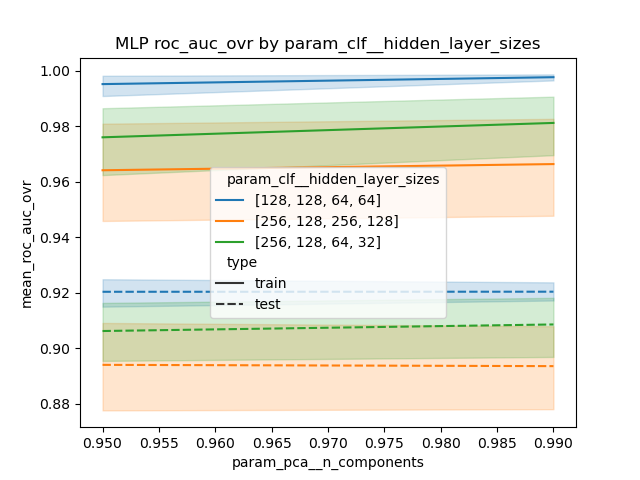 MLP roc_auc_ovr by param_clf__hidden_layer_sizes
1.00
0.98
0.96
0.94
0.92
0.90
0.88
mean_roc_auc_ovr
param_clf__hidden_layer_sizes
[128, 128, 64, 64]
[256, 128, 256, 128]
[256, 128, 64, 32]
type
train
test
0.950 0.955 0.960 0.965 0.970 0.975 0.980 0.985 0.990
param_pca__n_components